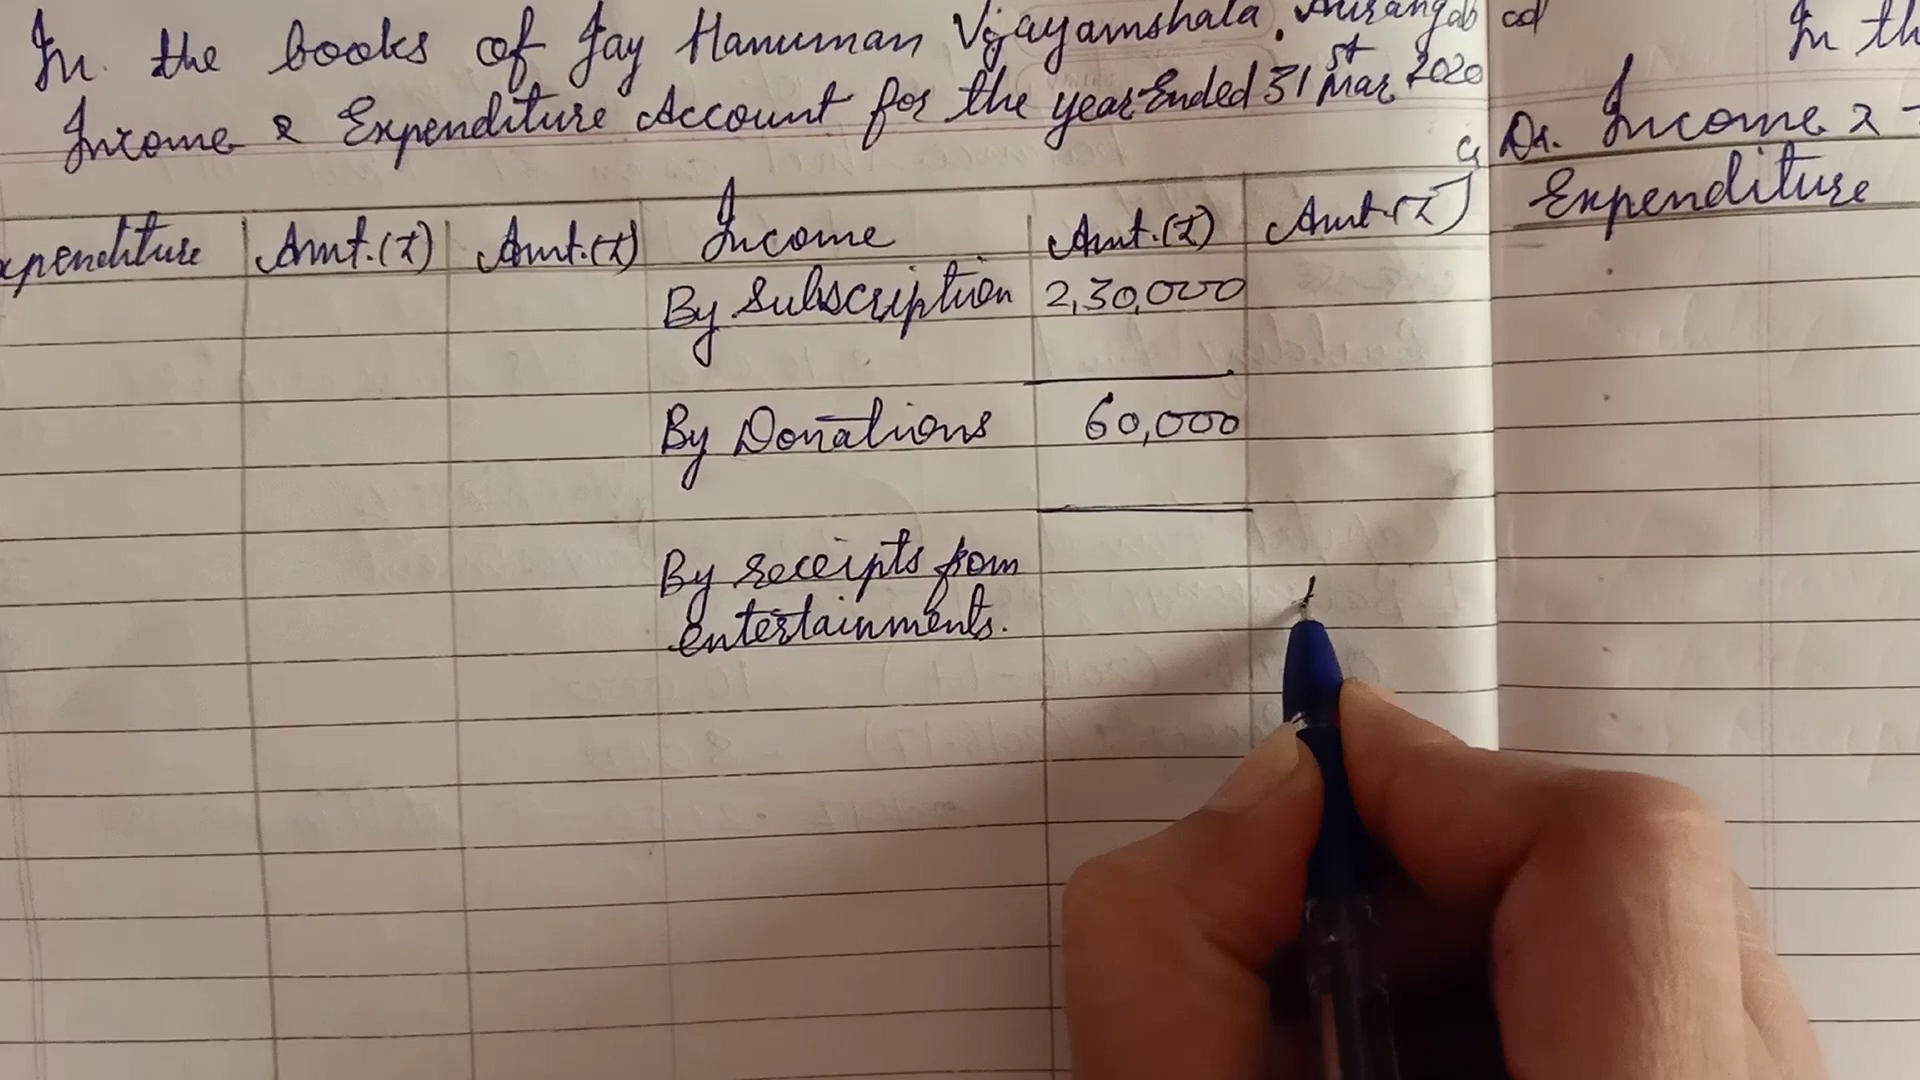 In the books of Jay Hanuman Vyayamshala, Aurangabad
Income & Expenditure Account for the year Ended 31st Mar 2020
Cr
xpenditure Amt.(₹) Amt.(₹) Income Amt.(₹) Amt.(₹)
By Subscription 2,30,000
By Donations 60,000
By receipts from
entertainments.
In th
Dr. Income &
Expenditure